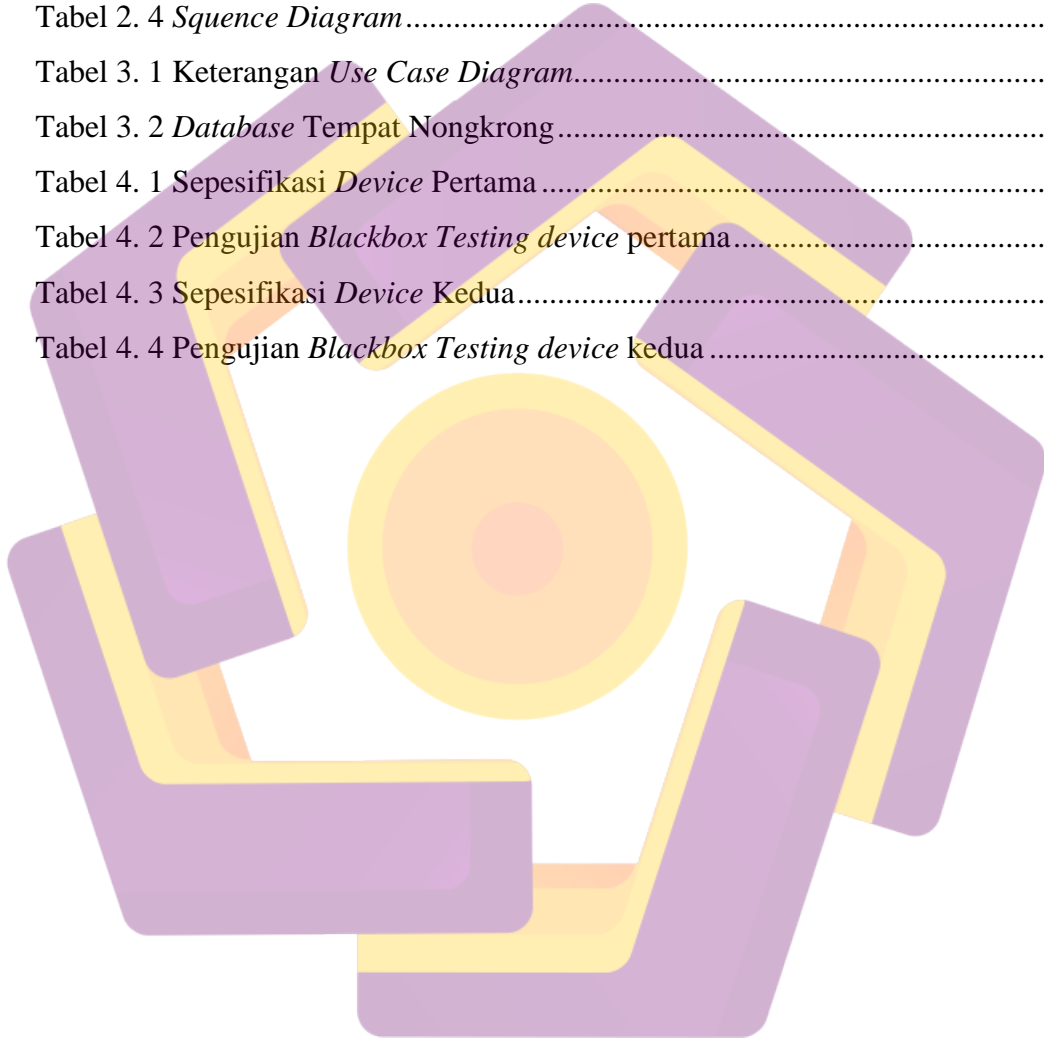 Tabel 2. 4 Squence Diagram....................................................................................
Tabel 3. 1 Keterangan Use Case Diagram...............................................................
Tabel 3. 2 Database Tempat Nongkrong.................................................................
Tabel 4. 1 Sepesifikasi Device Pertama ...................................................................
Tabel 4. 2 Pengujian Blackbox Testing device pertama..........................................
Tabel 4. 3 Sepesifikasi Device Kedua......................................................................
Tabel 4. 4 Pengujian Blackbox Testing device kedua .............................................